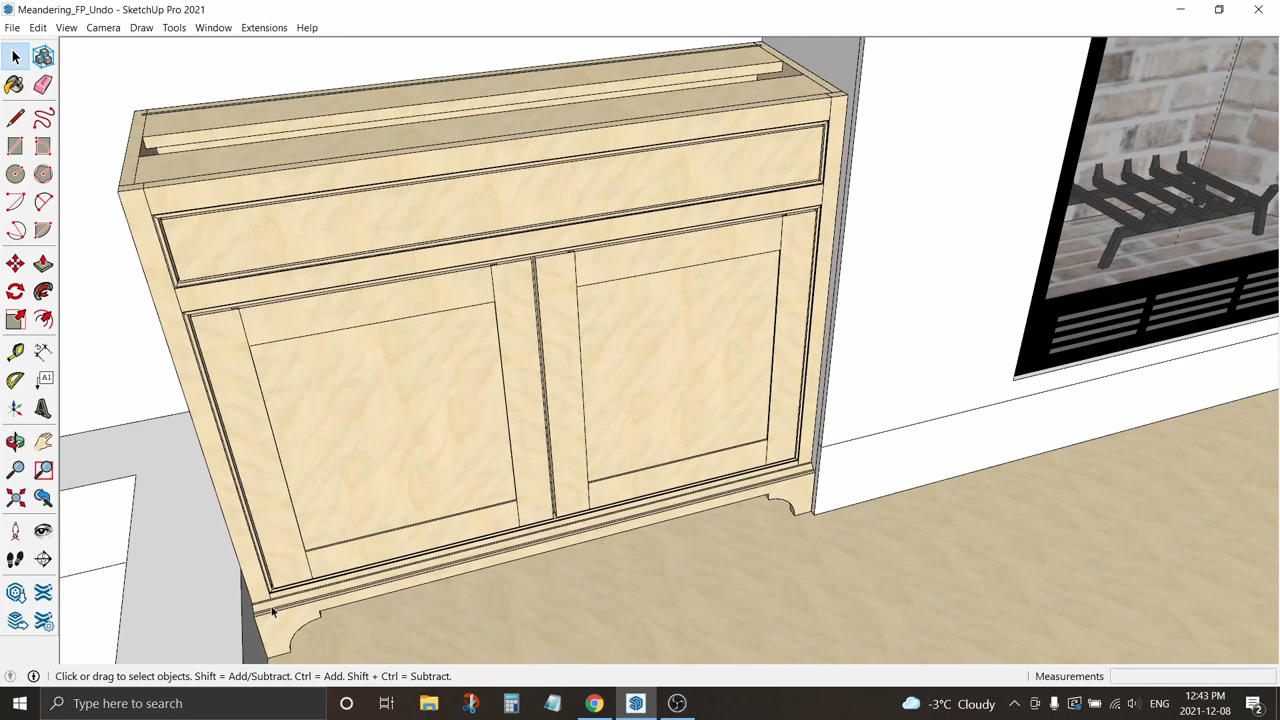 Meandering_FP_Undo - SketchUp Pro 2021
File Edit View Camera Draw Tools Window Extensions Help
A1
Click or drag to select objects. Shift = Add/Subtract. Ctrl = Add. Shift + Ctrl = Subtract.
Measurements
Type here to search
-3°C Cloudy
ENG
12:43 PM
2021-12-08
2